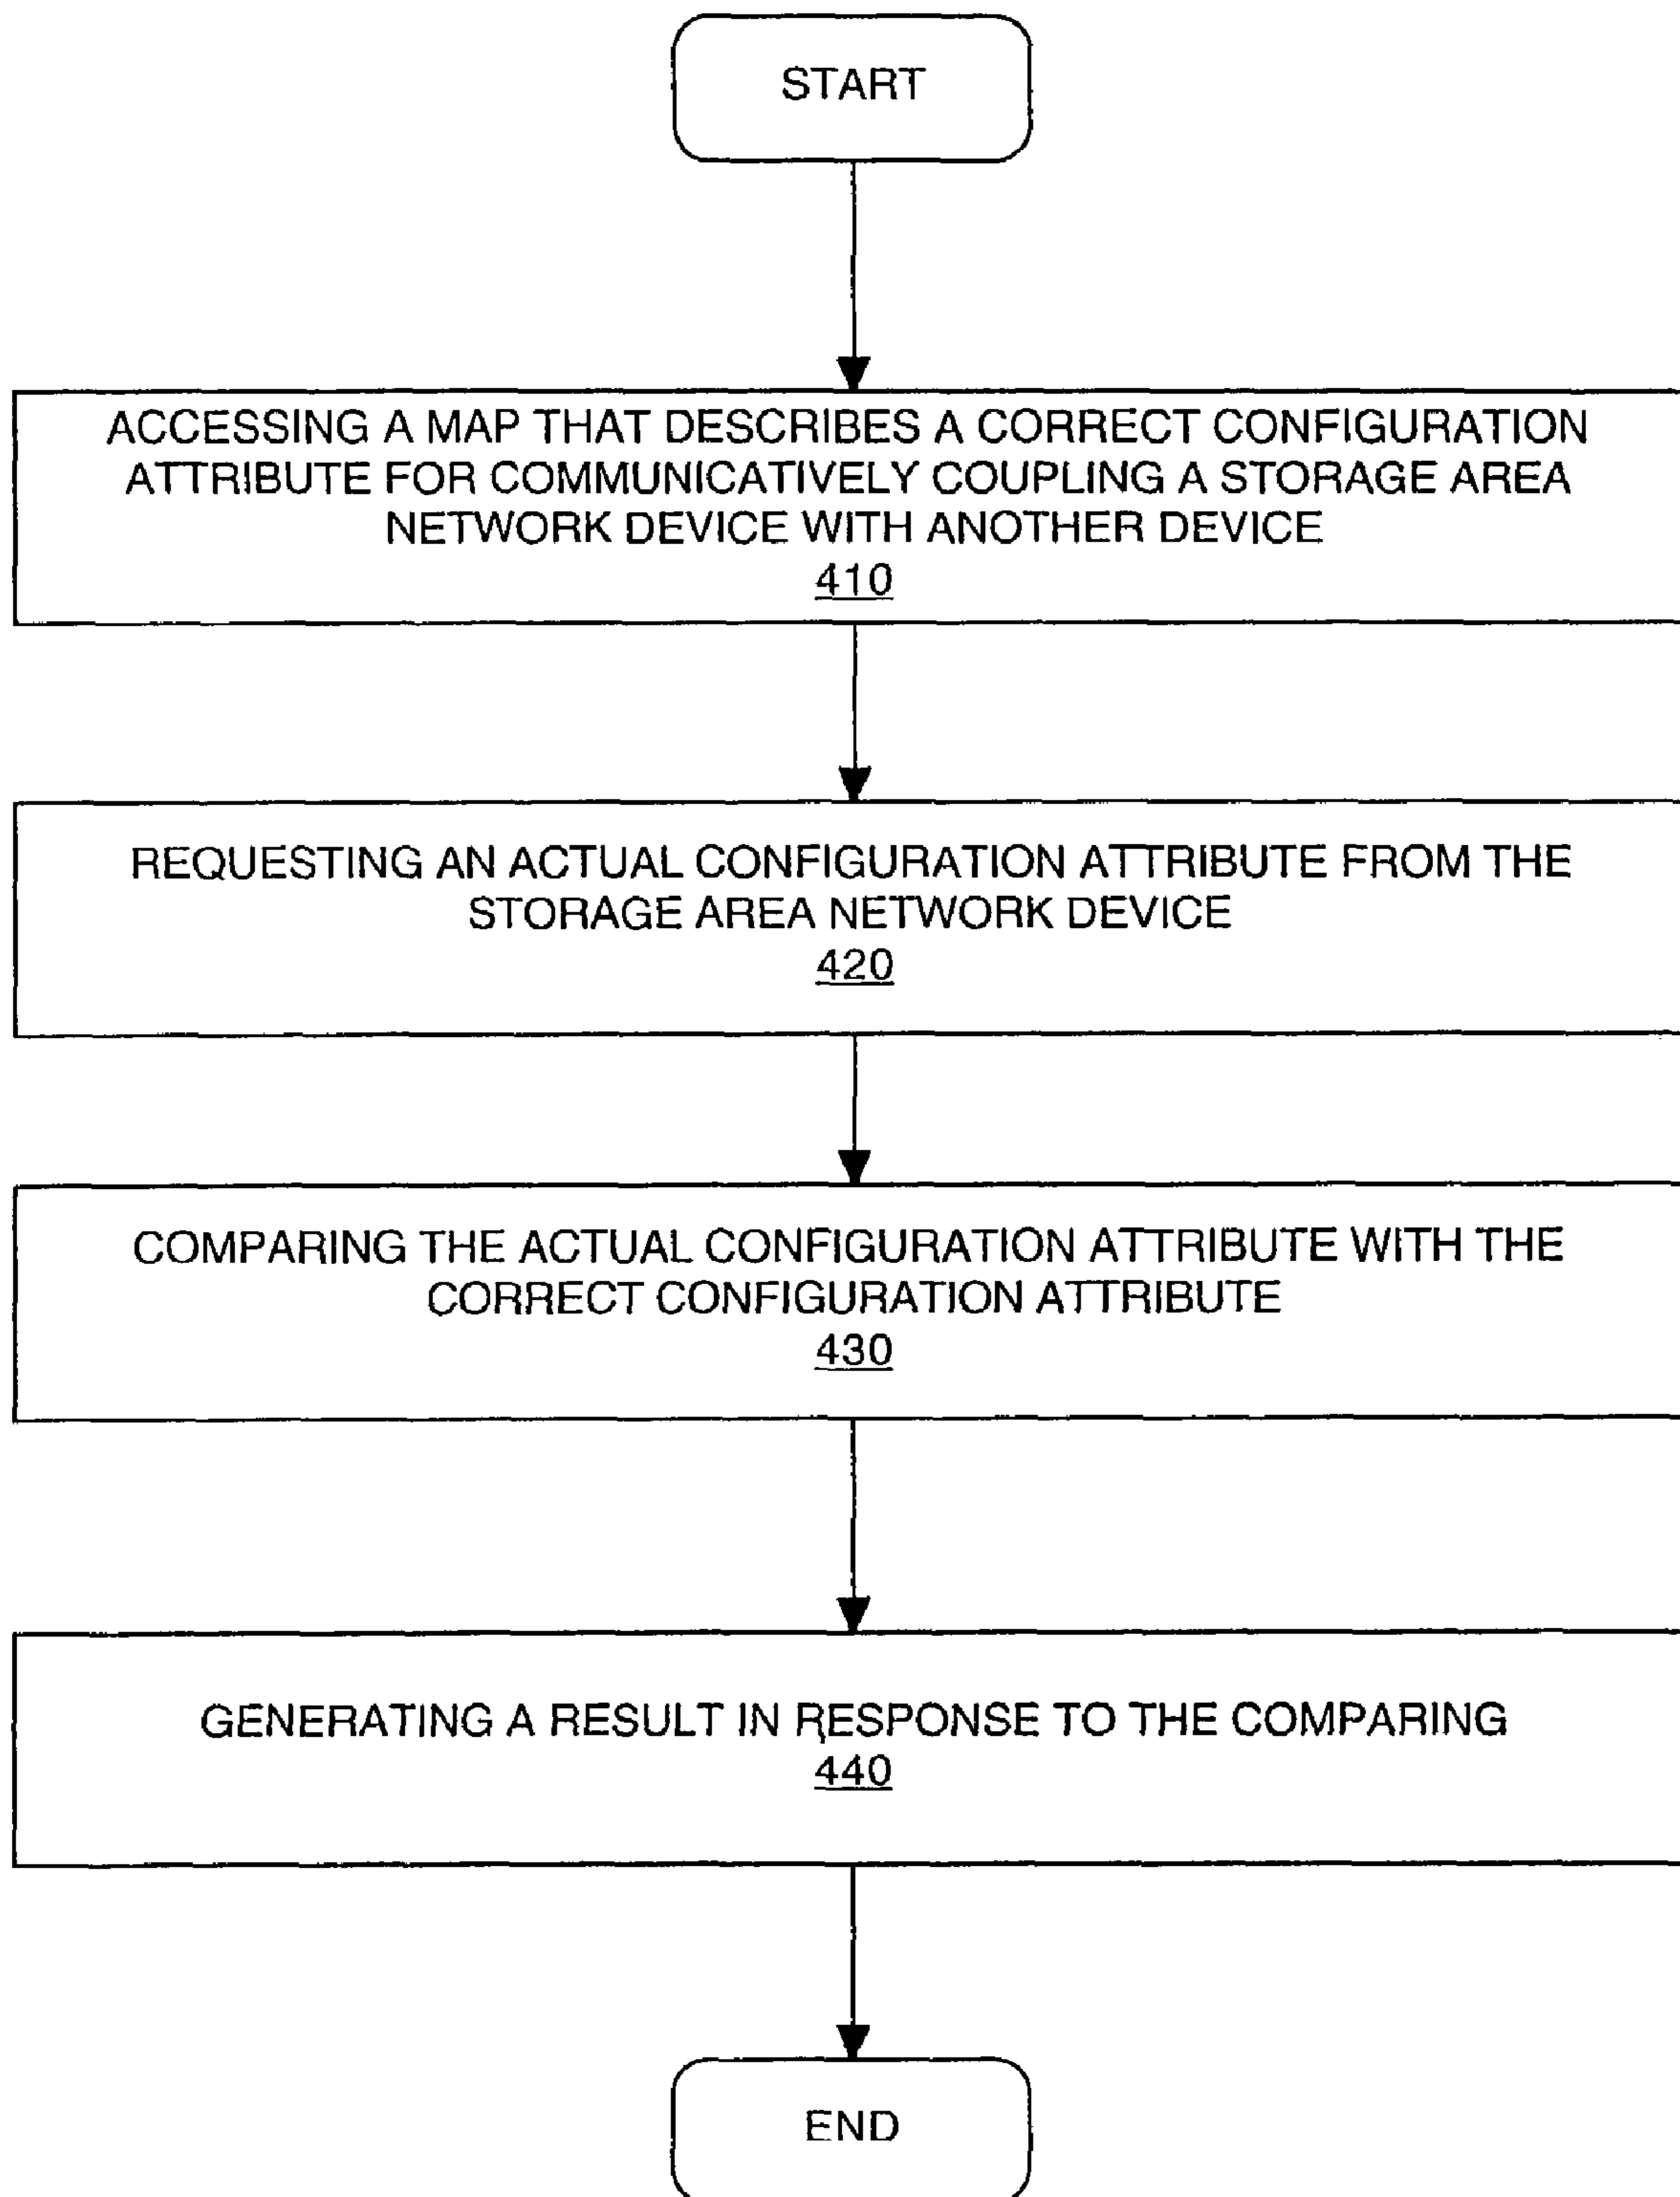 START
ACCESSING A MAP THAT DESCRIBES A CORRECT CONFIGURATION
ATTRIBUTE FOR COMMUNICATIVELY COUPLING A STORAGE AREA
NETWORK DEVICE WITH ANOTHER DEVICE
410
REQUESTING AN ACTUAL CONFIGURATION ATTRIBUTE FROM THE
STORAGE AREA NETWORK DEVICE
420
COMPARING THE ACTUAL CONFIGURATION ATTRIBUTE WITH THE
CORRECT CONFIGURATION ATTRIBUTE
430
GENERATING A RESULT IN RESPONSE TO THE COMPARING
440
END